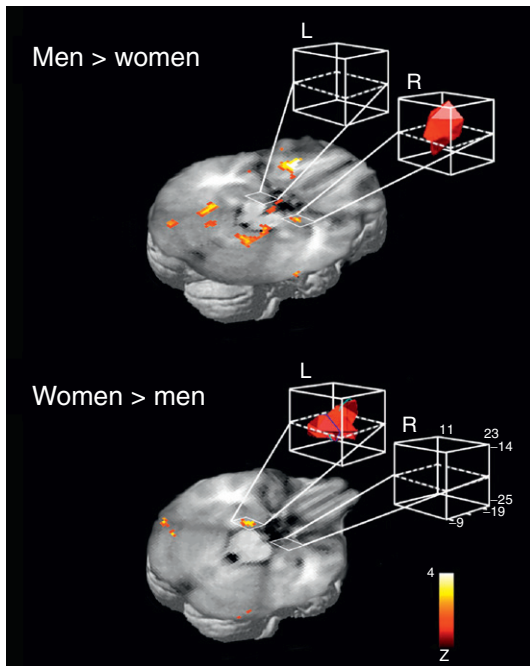 L
Men > women
R
L
Women > men
R
11
23
–14
–25
–19
–9
4
Z